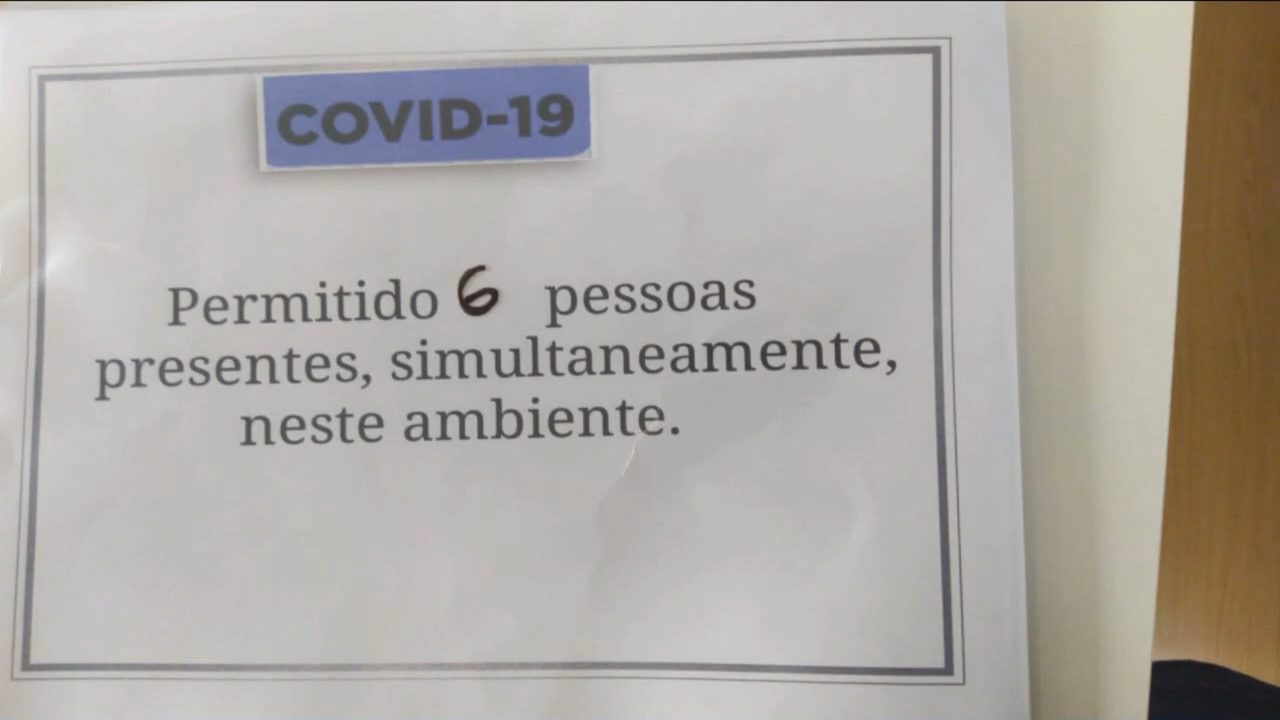 COVID-19
Permitido 6 pessoas
presentes, simultaneamente,
neste ambiente.